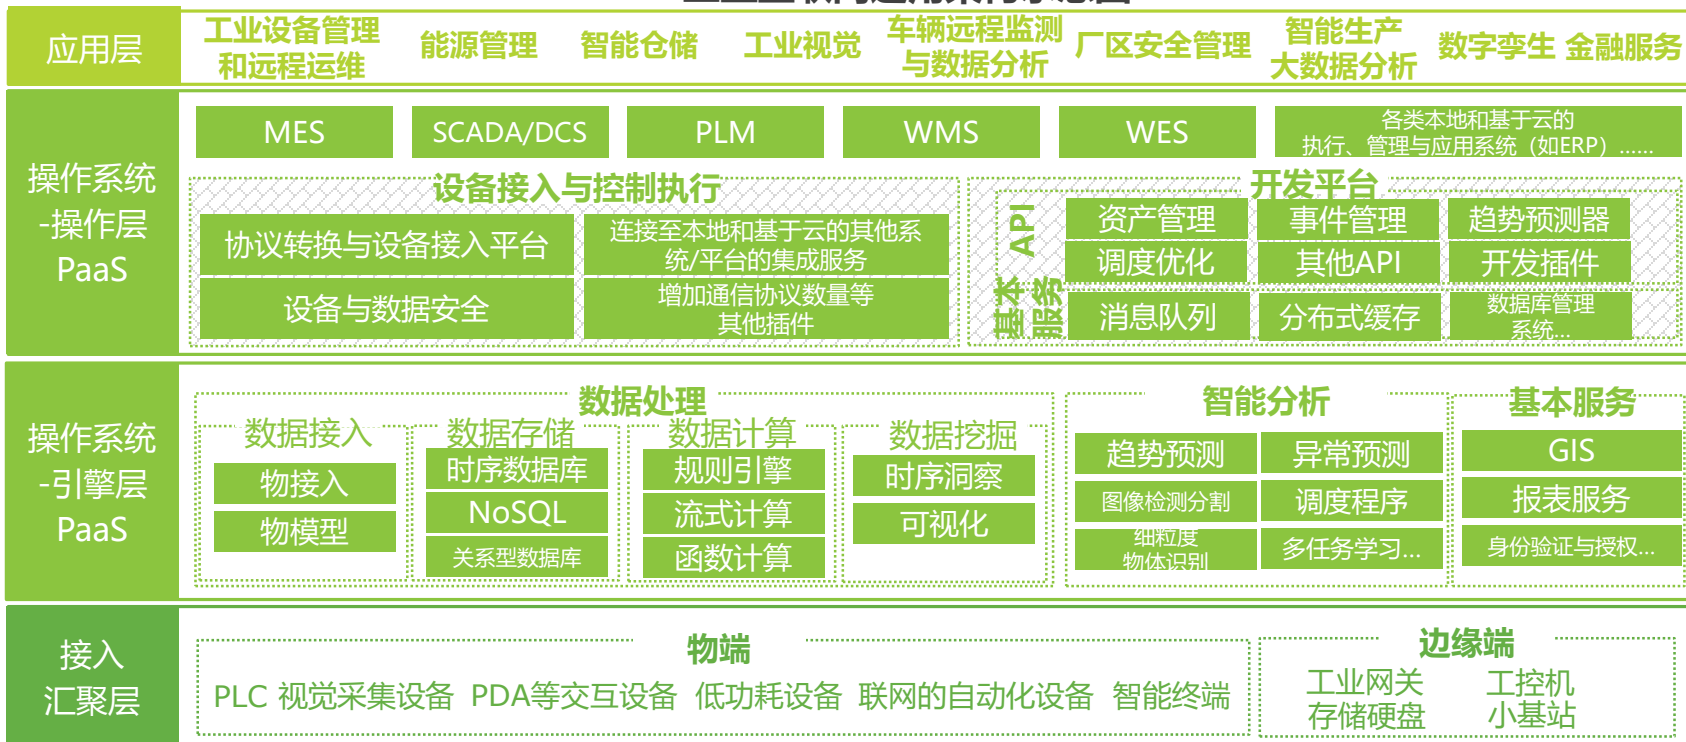 应用层
工业设备管理
和远程运维
能源管理
智能仓储
工业视觉
车辆远程监测
与数据分析
厂区安全管理
智能生产
大数据分析
数字孪生
金融服务
操作系统
-操作层
PaaS
MES
SCADA/DCS
PLM
WMS
WES
各类本地和基于云的
执行、管理与应用系统（如ERP）……
设备接入与控制执行
协议转换与设备接入平台
连接至本地和基于云的其他系
统/平台的集成服务
设备与数据安全
增加通信协议数量等
其他插件
开发平台
API
资产管理
事件管理
趋势预测器
调度优化
其他API
开发插件
基本
服务
消息队列
分布式缓存
数据库管理
系统...
操作系统
-引擎层
PaaS
数据处理
数据接入
物接入
物模型
数据存储
时序数据库
NoSQL
关系型数据库
数据计算
规则引擎
流式计算
函数计算
数据挖掘
时序洞察
可视化
智能分析
趋势预测
异常预测
图像检测分割
调度程序
细粒度
物体识别
多任务学习...
基本服务
GIS
报表服务
身份验证与授权...
接入
汇聚层
物端
PLC 视觉采集设备 PDA等交互设备 低功耗设备 联网的自动化设备 智能终端
边缘端
工业网关 工控机
存储硬盘 小基站